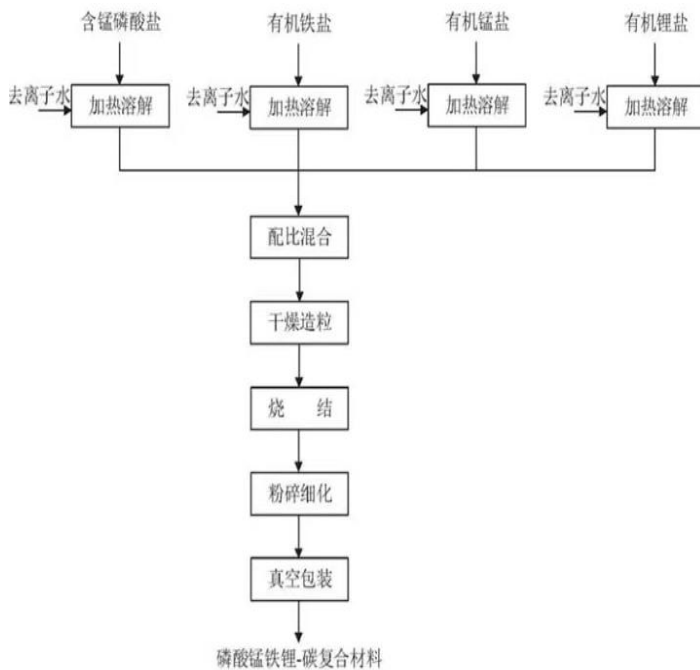 含锰磷酸盐 有机铁盐 有机锰盐 有机锂盐
去离子水 加热溶解 去离子水 加热溶解 去离子水 加热溶解 去离子水 加热溶解
配比混合
干燥造粒
烧 结
粉碎细化
真空包装
磷酸锰铁锂-碳复合材料